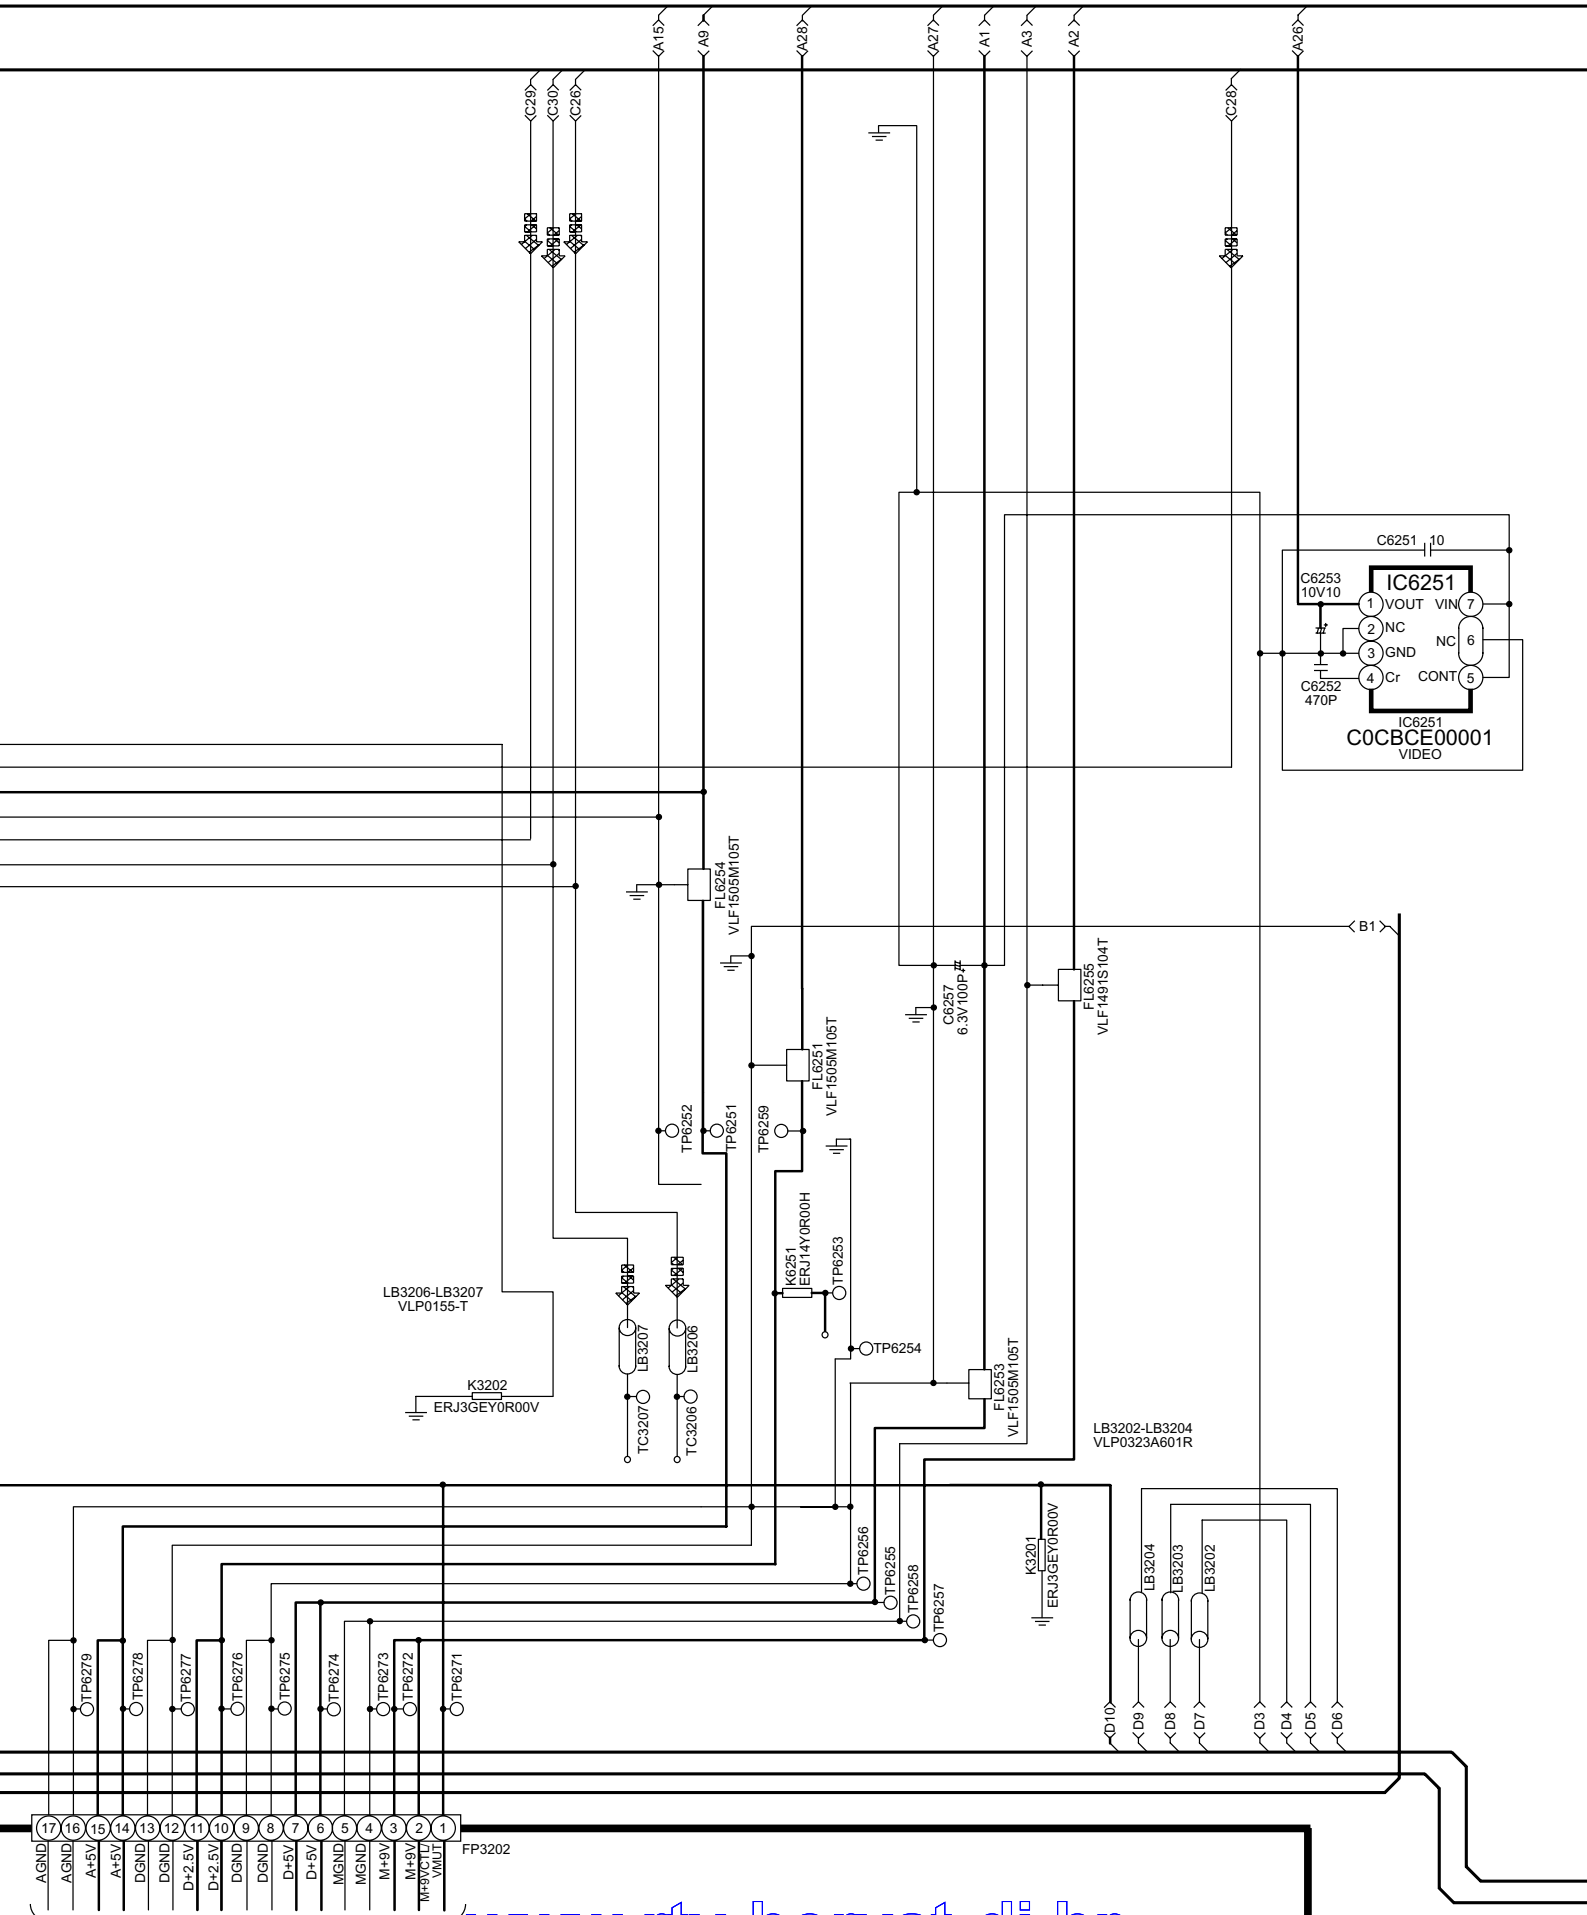 A15
A9
A28
A27
A1
A3
A2
A26
C29
C30
C26
C28
C6251 10
C6253
10V10
IC6251
1 VOUT VIN 7
2 NC
NC 6
3 GND
4 Cr CONT 5
C6252
470P
IC6251
C0CBCE00001
VIDEO
FL6254
VLF1505M105T
B1
C6257
6.3V100P
FL6255
VLF1491S104T
FL6251
VLF1505M105T
TP6252
TP6251
TP6259
K6251
ERJ14Y0R00H
TP6253
LB3206-LB3207
VLP0155-T
LB3207
LB3206
TP6254
FL6253
VLF1505M105T
K3202
ERJ3GEY0R00V
TC3207
TC3206
LB3202-LB3204
VLP0323A601R
K3201
ERJ3GEY0R00V
TP6256
TP6255
TP6258
TP6257
LB3204
LB3203
LB3202
TP6279
TP6278
TP6277
TP6276
TP6275
TP6274
TP6273
TP6272
TP6271
D10
D9
D8
D7
D3
D4
D5
D6
17 16 15 14 13 12 11 10 9 8 7 6 5 4 3 2 1
FP3202
AGND
AGND
A+5V
A+5V
DGND
DGND
D+2.5V
D+2.5V
DGND
DGND
D+5V
D+5V
MGND
MGND
M+9V
M+9V
M+9VCTL/
VMUT